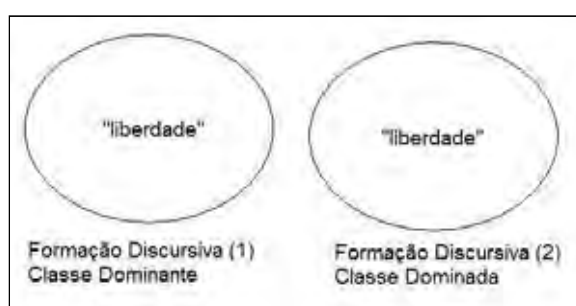 "liberdade"
"liberdade"
Formação Discursiva (1)
Classe Dominante
Formação Discursiva (2)
Classe Dominada